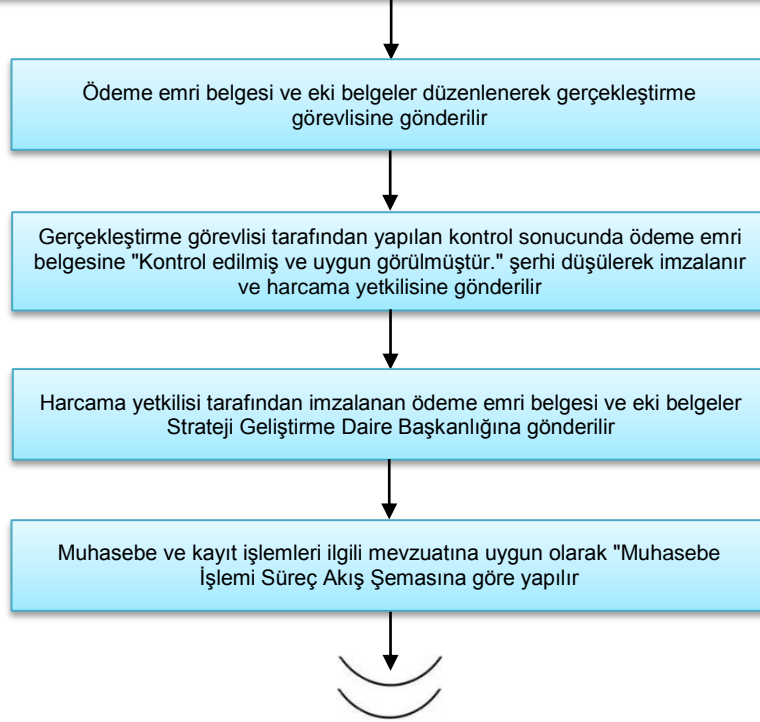 Ödeme emri belgesi ve eki belgeler düzenlenerek gerçekleştirme
görevlisine gönderilir
Gerçekleştirme görevlisi tarafından yapılan kontrol sonucunda ödeme emri
belgesine "Kontrol edilmiş ve uygun görülmüştür." şerhi düşülerek imzalanır
ve harcama yetkilisine gönderilir
Harcama yetkilisi tarafından imzalanan ödeme emri belgesi ve eki belgeler
Strateji Geliştirme Daire Başkanlığına gönderilir
Muhasebe ve kayıt işlemleri ilgili mevzuatına uygun olarak "Muhasebe
İşlemi Süreç Akış Şemasına göre yapılır